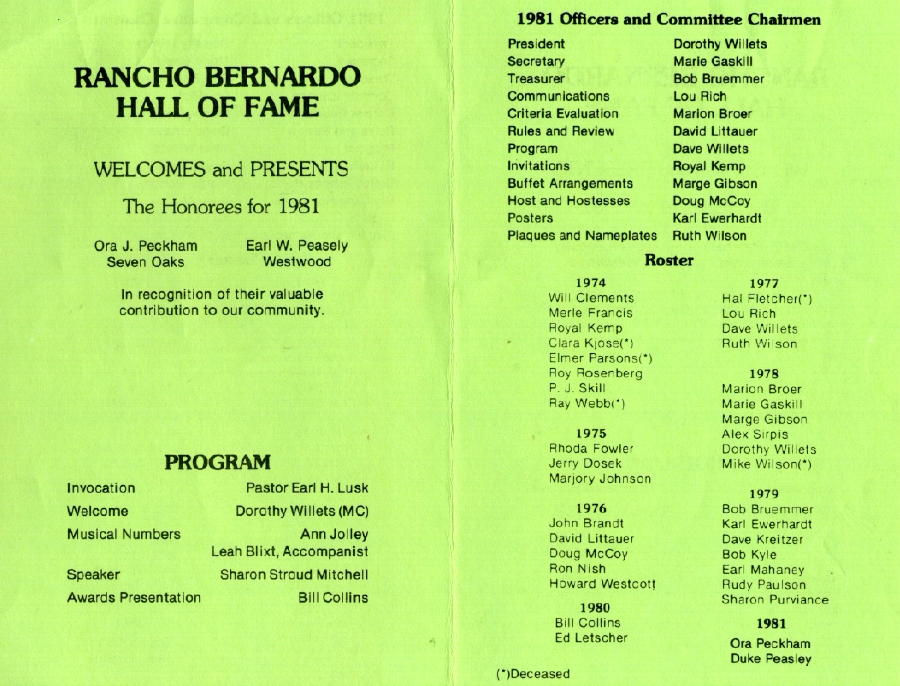 RANCHO BERNARDO
HALL OF FAME
WELCOMES and PRESENTS
The Honorees for 1981
Ora J. Peckham
Seven Oaks
Earl W. Peasely
Westwood
In recognition of their valuable
contribution to our community.
PROGRAM
Invocation Pastor Earl H. Lusk
Welcome Dorothy Willets (MC)
Musical Numbers Ann Jolley
Leah Blixt, Accompanist
Speaker Sharon Stroud Mitchell
Awards Presentation Bill Collins
1981 Officers and Committee Chairmen
President Dorothy Willets
Secretary Marie Gaskill
Treasurer Bob Bruemmer
Communications Lou Rich
Criteria Evaluation Marion Broer
Rules and Review David Littauer
Program Dave Willets
Invitations Royal Kemp
Buffet Arrangements Marge Gibson
Host and Hostesses Doug McCoy
Posters Karl Ewerhardt
Plaques and Nameplates Ruth Wilson
Roster
1974
Will Clements
Merle Francis
Royal Kemp
Clara Kjose(*)
Elmer Parsons(*)
Roy Rosenberg
P. J. Skill
Ray Webb(*)
1975
Rhoda Fowler
Jerry Dosek
Marjory Johnson
1976
John Brandt
David Littauer
Doug McCoy
Ron Nish
Howard Westcott
1980
Bill Collins
Ed Letscher
1977
Hal Fletcher(*)
Lou Rich
Dave Willets
Ruth Wilson
1978
Marion Broer
Marie Gaskill
Marge Gibson
Alex Sirpis
Dorothy Willets
Mike Wilson(*)
1979
Bob Bruemmer
Karl Ewerhardt
Dave Kreitzer
Bob Kyle
Earl Mahaney
Rudy Paulson
Sharon Purviance
1981
Ora Peckham
Duke Peasley
(*)Deceased